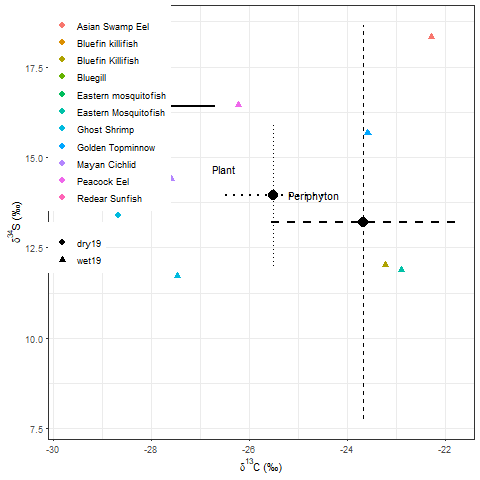 Asian Swamp Eel
Bluefin killifish
Bluefin Killifish
Bluegill
Eastern mosquitofish
Eastern Mosquitofish
Ghost Shrimp
Golden Topminnow
Mayan Cichlid
Peacock Eel
Redear Sunfish
dry19
wet19
Plant
Periphyton
17.5
15.0
12.5
10.0
7.5
δ³⁴S (‰)
-30
-28
-26
-24
-22
δ¹³C (‰)